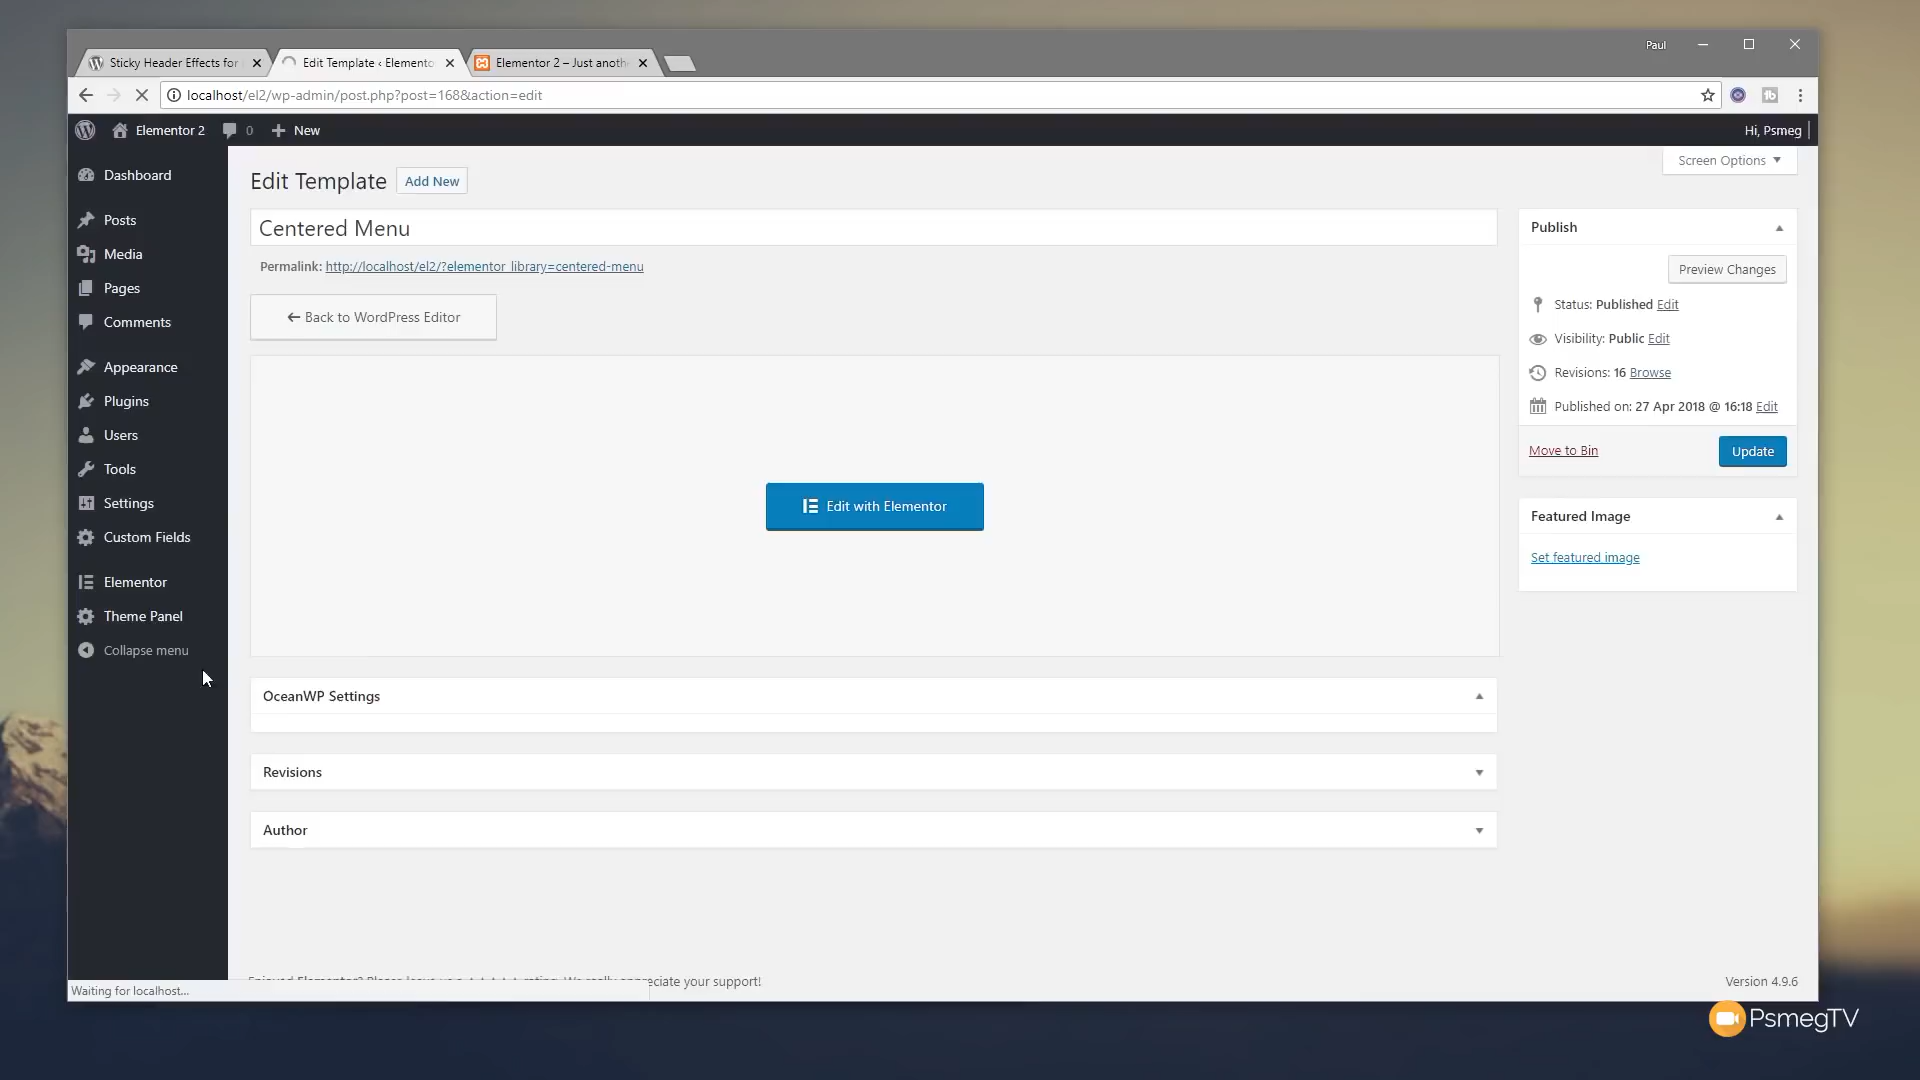 Paul
Sticky Header Effects for
Edit Template ‹ Elemento
Elementor 2 – Just anoth
localhost/el2/wp-admin/post.php?post=168&action=edit
Elementor 2
0
New
Hi, Psmeg
Screen Options
Dashboard
Posts
Media
Pages
Comments
Appearance
Plugins
Users
Tools
Settings
Custom Fields
Elementor
Theme Panel
Collapse menu
Edit Template
Add New
Centered Menu
Permalink: http://localhost/el2/?elementor_library=centered-menu
← Back to WordPress Editor
Edit with Elementor
OceanWP Settings
Revisions
Author
Publish
Preview Changes
Status: Published Edit
Visibility: Public Edit
Revisions: 16 Browse
Published on: 27 Apr 2018 @ 16:18 Edit
Move to Bin
Update
Featured Image
Set featured image
eciate your support!
Version 4.9.6
Waiting for localhost...
PsmegTV